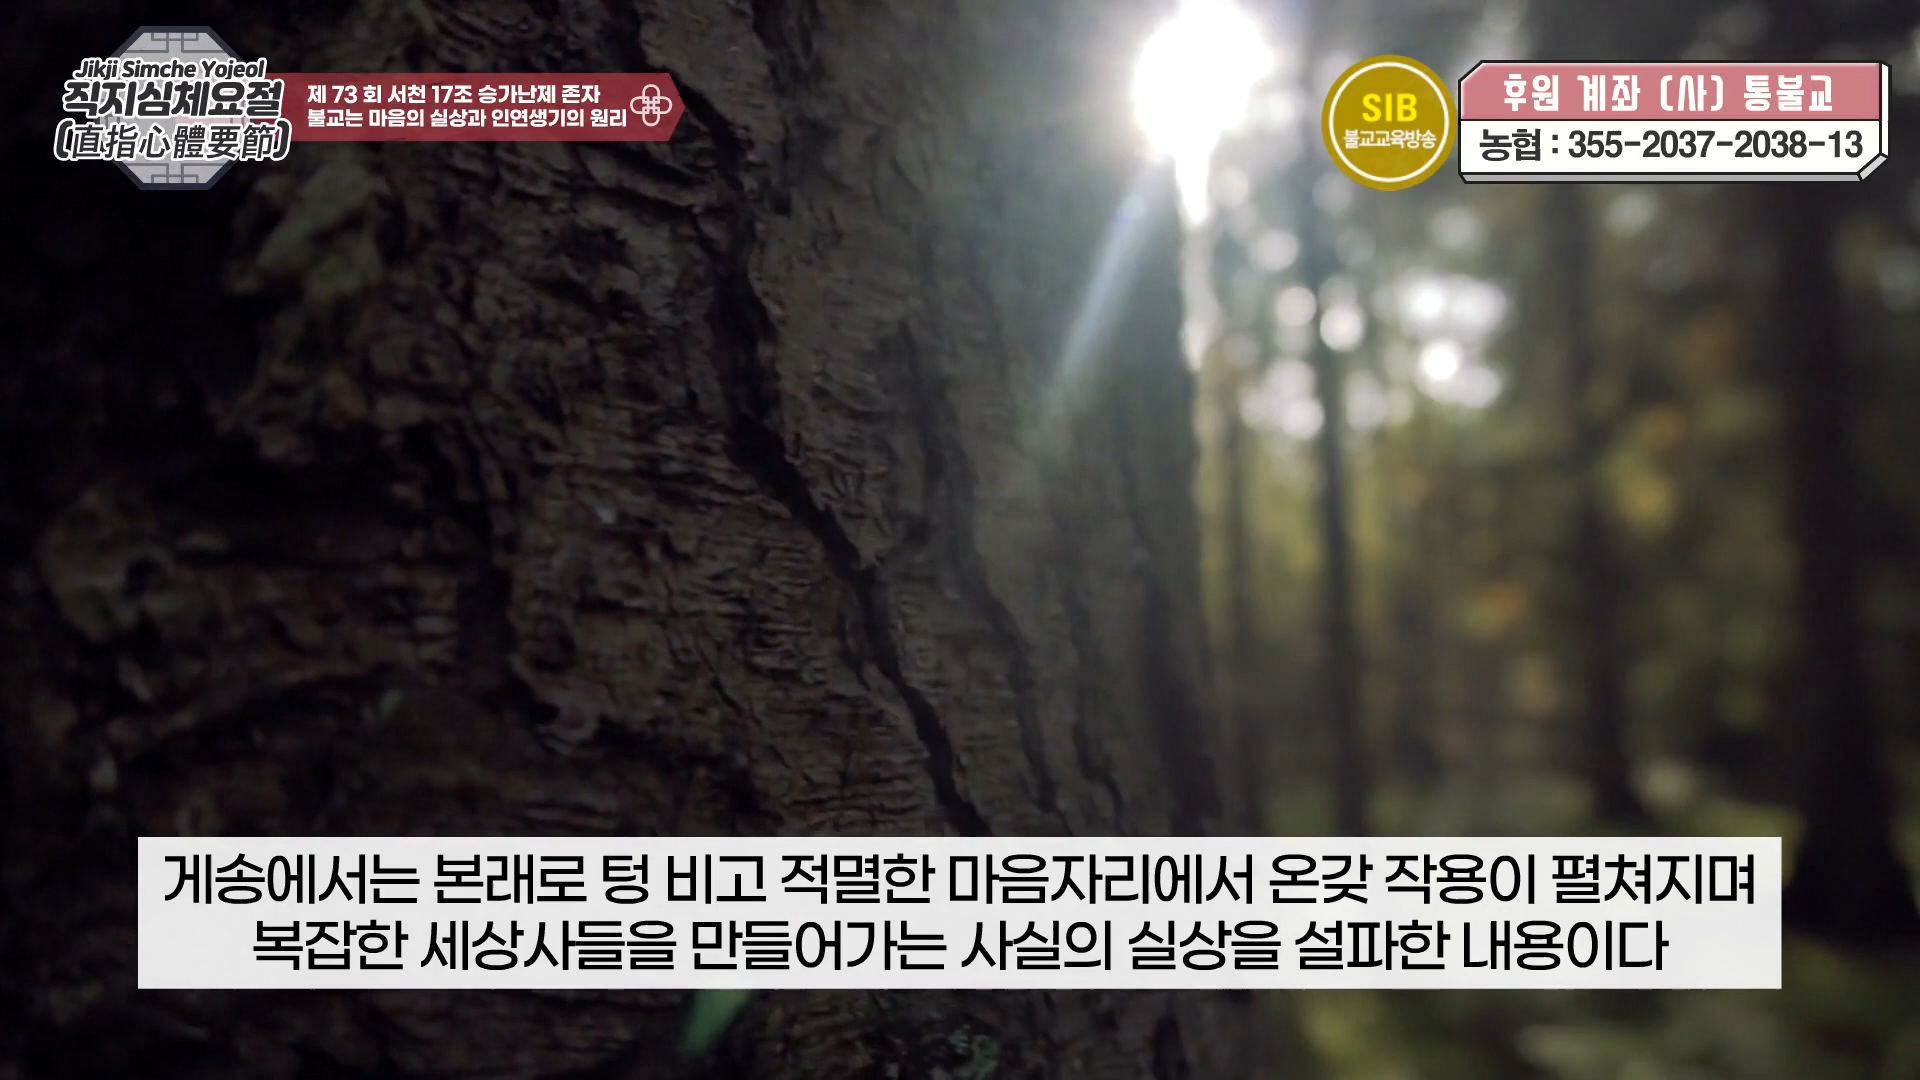 Jikji Simche Yojeol
직지심체요절
(直指心體要節)
제 73 회 서천 17조 승가난제 존자
불교는 마음의 실상과 인연생기의 원리
SIB
불교교육방송
후원 계좌 (사) 통불교
농협 : 355-2037-2038-13
게송에서는 본래로 텅 비고 적멸한 마음자리에서 온갖 작용이 펼쳐지며
복잡한 세상사들을 만들어가는 사실의 실상을 설파한 내용이다